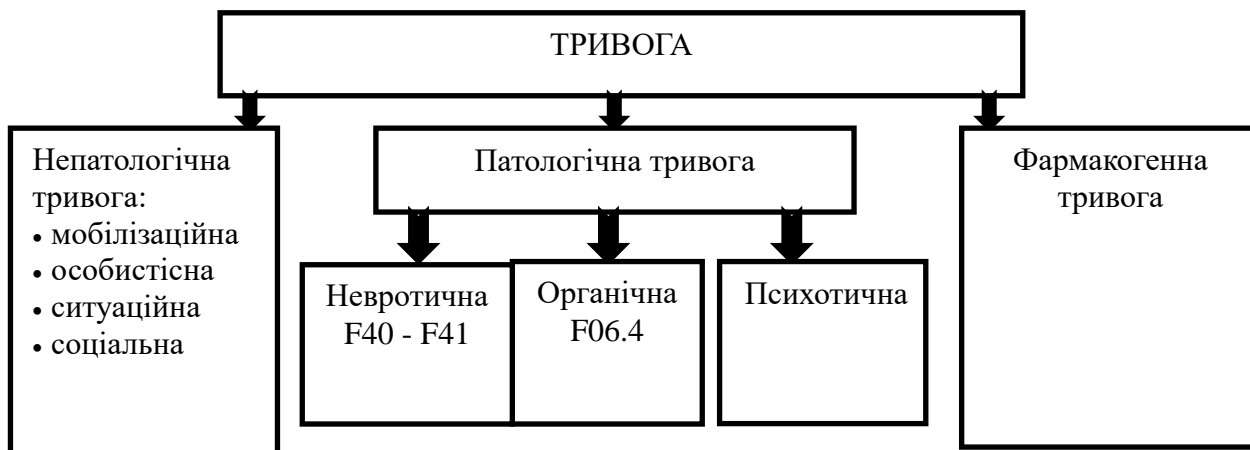 ТРИВОГА
Непатологічна
тривога:
• мобілізаційна
• особистісна
• ситуаційна
• соціальна
Патологічна тривога
Невротична
F40 - F41
Органічна
F06.4
Психотична
Фармакогенна
тривога